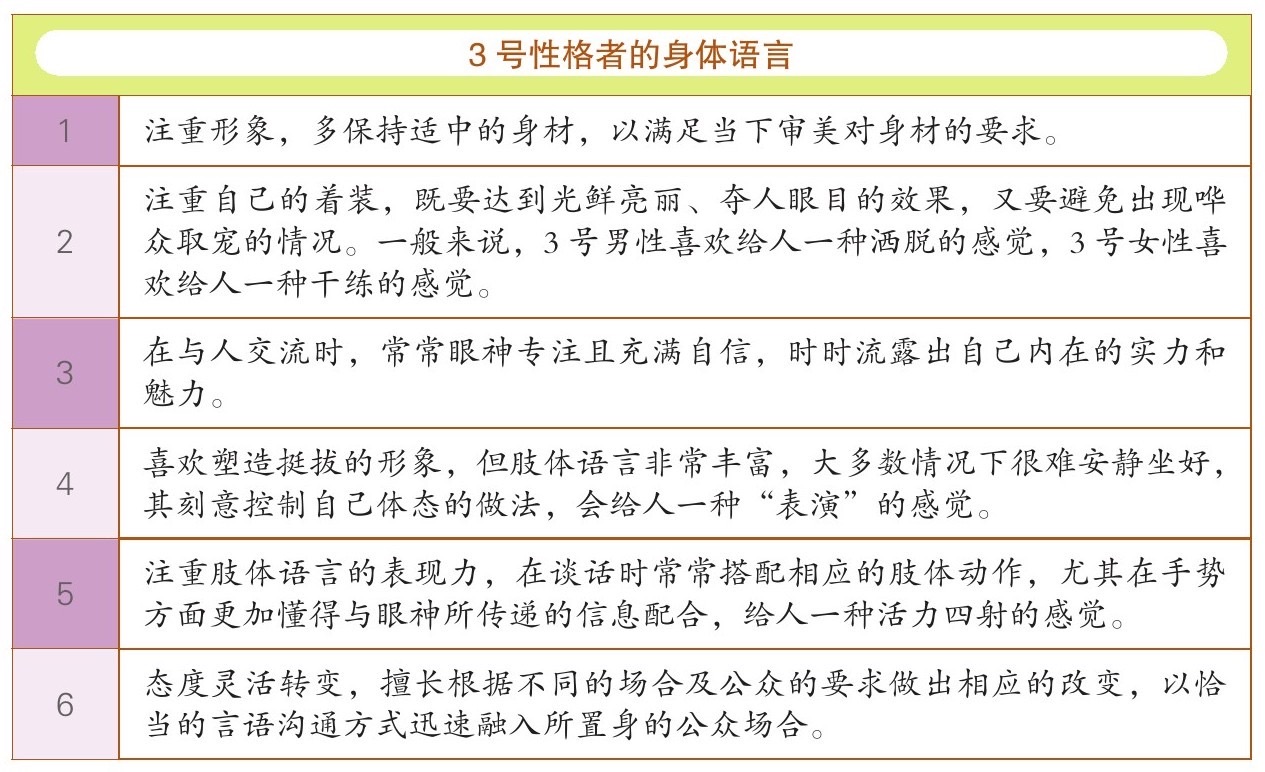 3 号性格者的身体语言
1
注重形象，多保持适中的身材，以满足当下审美对身材的要求。
2
注重自己的着装，既要达到光鲜亮丽、夺人眼目的效果，又要避免出现哗
众取宠的情况。一般来说，3 号男性喜欢给人一种洒脱的感觉，3 号女性喜
欢给人一种干练的感觉。
3
在与人交流时，常常眼神专注且充满自信，时时流露出自己内在的实力和
魅力。
4
喜欢塑造挺拔的形象，但肢体语言非常丰富，大多数情况下很难安静坐好，
其刻意控制自己体态的做法，会给人一种“表演”的感觉。
5
注重肢体语言的表现力，在谈话时常常搭配相应的肢体动作，尤其在手势
方面更加懂得与眼神所传递的信息配合，给人一种活力四射的感觉。
6
态度灵活转变，擅长根据不同的场合及公众的要求做出相应的改变，以恰
当的言语沟通方式迅速融入所置身的公众场合。